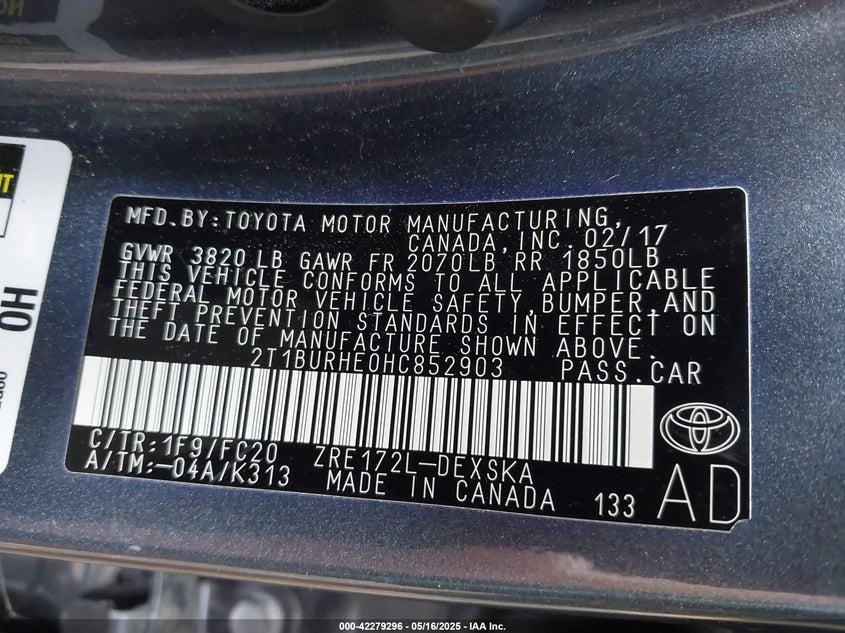 MFD.BY:TOYOTA MOTOR MANUFACTURING,
CANADA,INC. 02/17
GVWR 3820 LB GAWR FR 2070LB RR 1850LB
THIS VEHICLE CONFORMS TO ALL APPLICABLE
FEDERAL MOTOR VEHICLE SAFETY,BUMPER,AND
THEFT PREVENTION STANDARDS IN EFFECT ON
THE DATE OF MANUFACTURE SHOWN ABOVE.
2T1BURHE0HC852903 PASS.CAR
C/TR:1F9/FC20 ZRE172L-DEXSKA
A/TM:-04A/K313 MADE IN CANADA 133 AD
HO
000-42279296 - 05/16/2025 - IAA Inc.